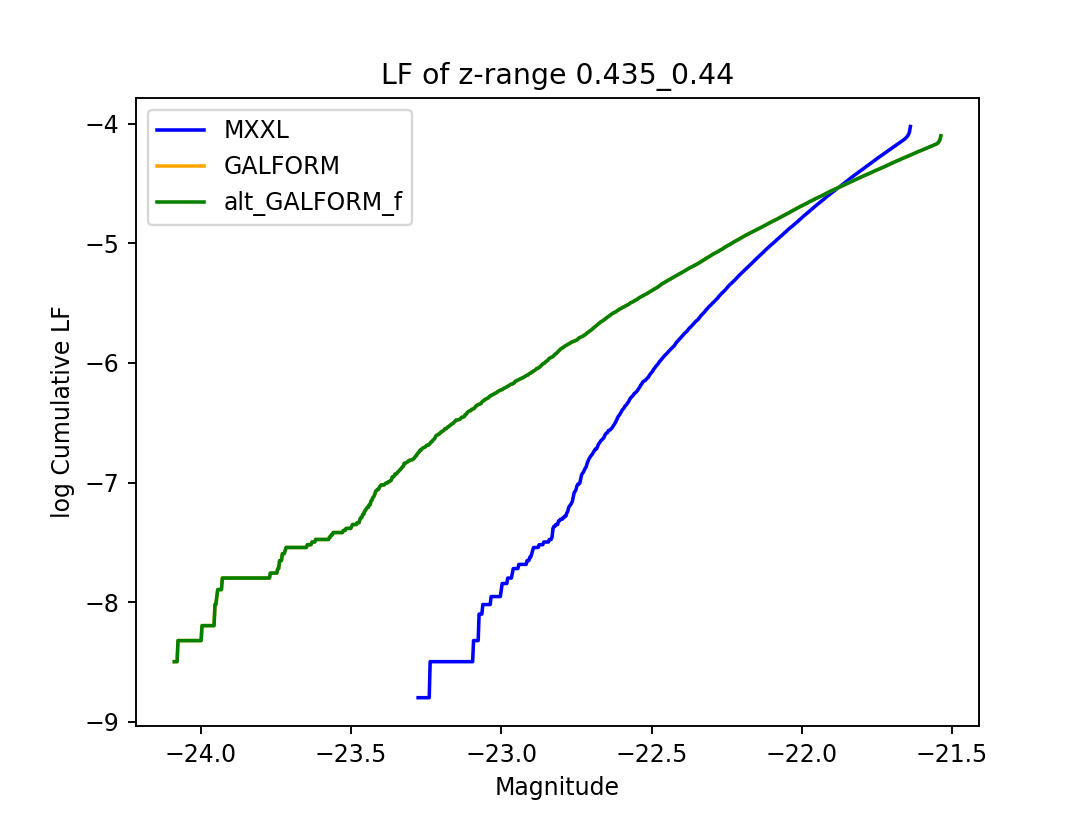 LF of z-range 0.435_0.44
MXXL
GALFORM
alt_GALFORM_f
−4
−5
−6
−7
−8
−9
log Cumulative LF
−24.0
−23.5
−23.0
−22.5
−22.0
−21.5
Magnitude